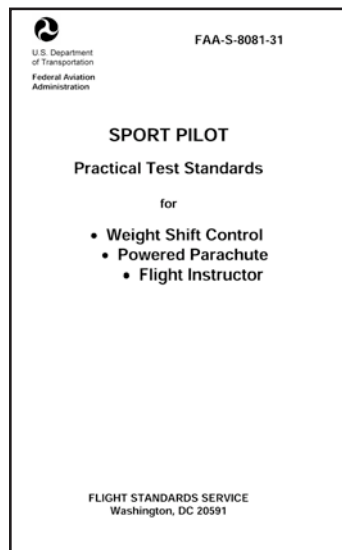 FAA-S-8081-31
U.S. Department
of Transportation
Federal Aviation
Administration
SPORT PILOT
Practical Test Standards
for
• Weight Shift Control
• Powered Parachute
• Flight Instructor
FLIGHT STANDARDS SERVICE
Washington, DC 20591